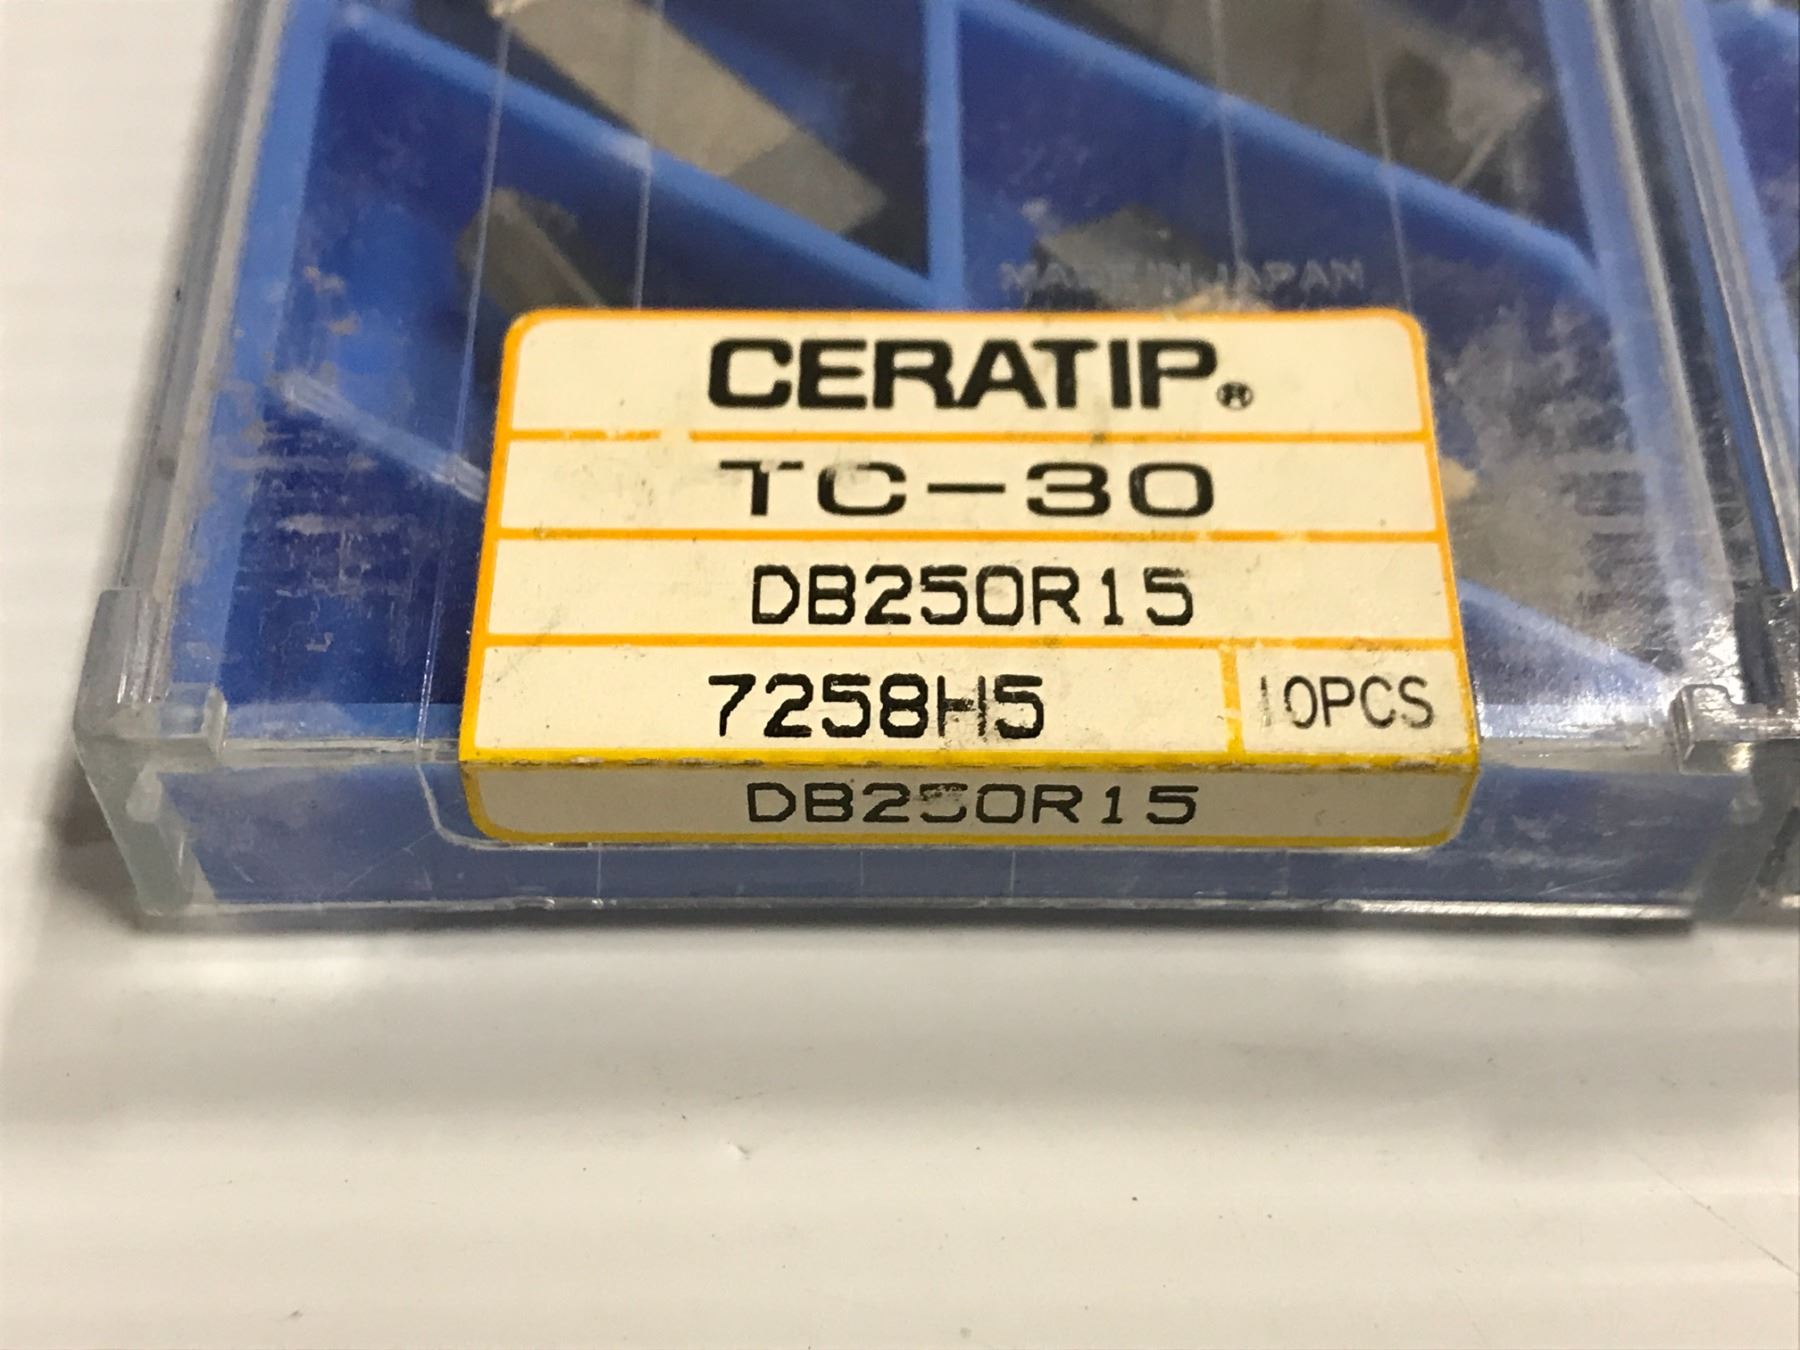 MADE IN JAPAN
CERATIP®
TC-30
DB250R15
7258H5
10PCS
DB250R15